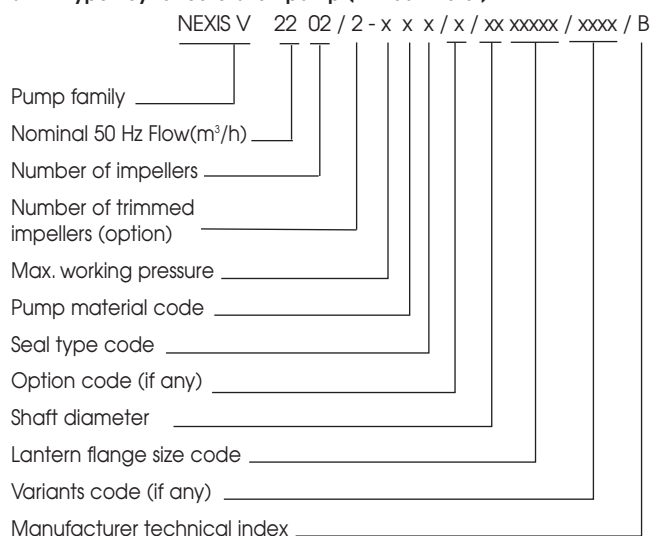 NEXIS V 22 02 / 2 - x x x / x / xx xxxxx / xxxx / B
Pump family
Nominal 50 Hz Flow(m³/h)
Number of impellers
Number of trimmed
impellers (option)
Max. working pressure
Pump material code
Seal type code
Option code (if any)
Shaft diameter
Lantern flange size code
Variants code (if any)
Manufacturer technical index